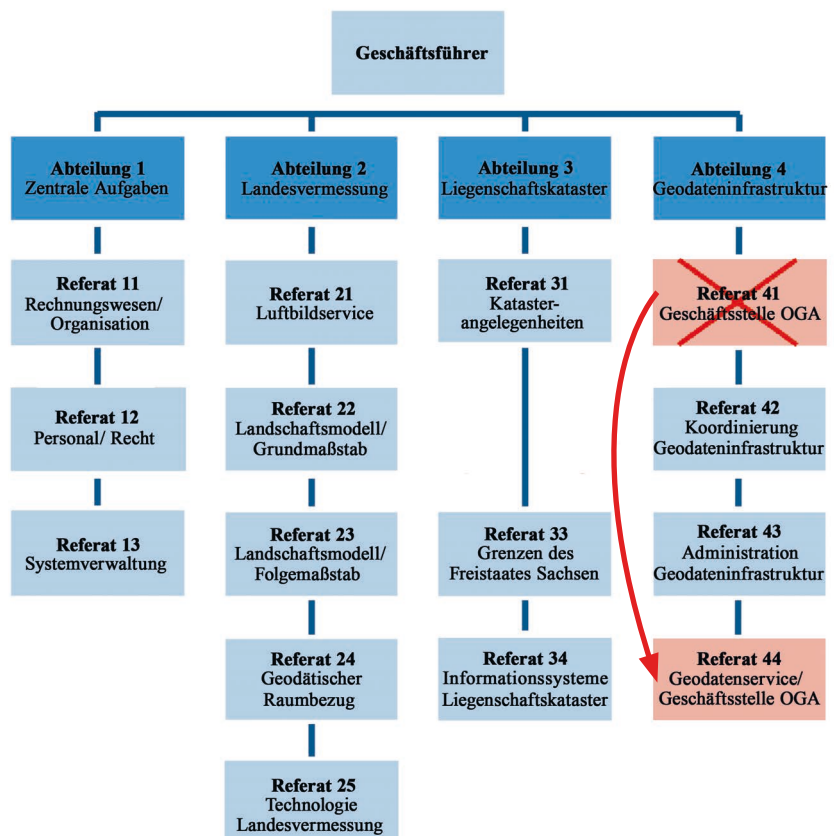 Geschäftsführer
Abteilung 1
Zentrale Aufgaben
Referat 11
Rechnungswesen/
Organisation
Referat 12
Personal/ Recht
Referat 13
Systemverwaltung
Abteilung 2
Landesvermessung
Referat 21
Luftbildservice
Referat 22
Landschaftsmodell/
Grundmaßstab
Referat 23
Landschaftsmodell/
Folgemaßstab
Referat 24
Geodätischer
Raumbezug
Referat 25
Technologie
Landesvermessung
Abteilung 3
Liegenschaftskataster
Referat 31
Kataster-
angelegenheiten
Referat 33
Grenzen des
Freistaates Sachsen
Referat 34
Informationssysteme
Liegenschaftskataster
Abteilung 4
Geodateninfrastruktur
Referat 41
Geschäftsstelle OGA
Referat 42
Koordinierung
Geodateninfrastruktur
Referat 43
Administration
Geodateninfrastruktur
Referat 44
Geodatenservice/
Geschäftsstelle OGA